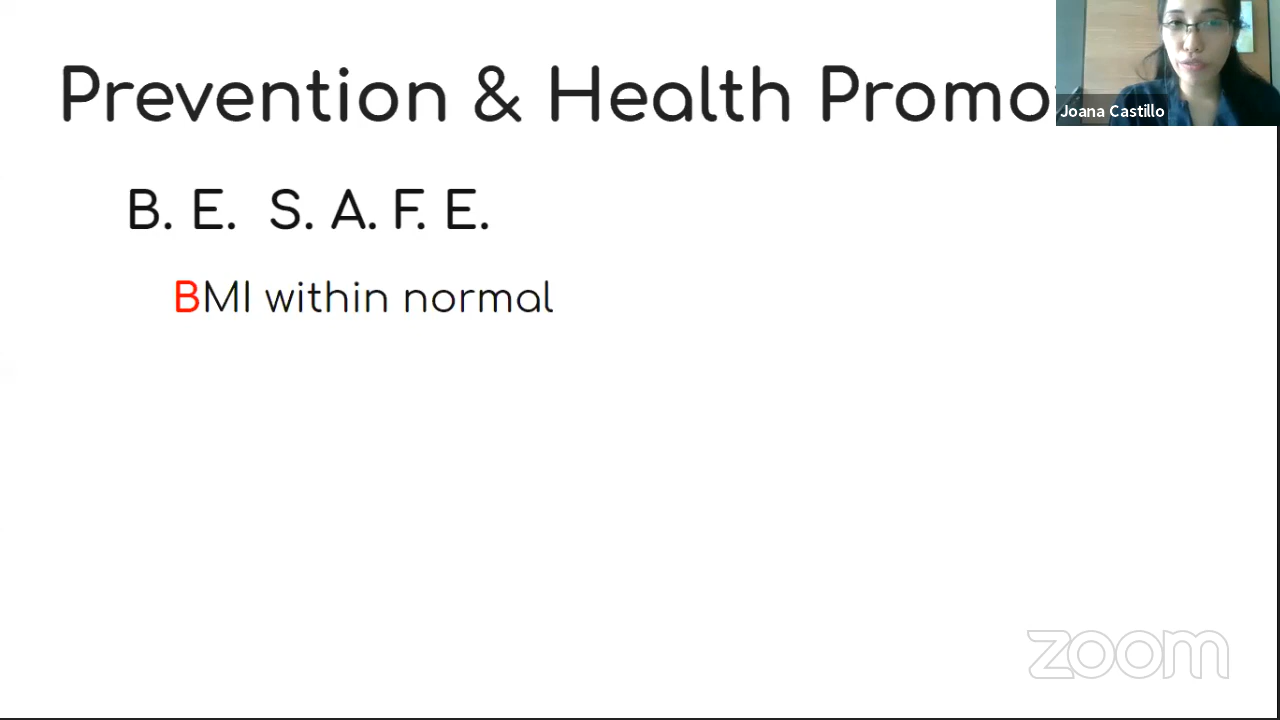 Prevention & Health Promo
Joana Castillo
B. E. S. A. F. E.
BMI within normal
zoom